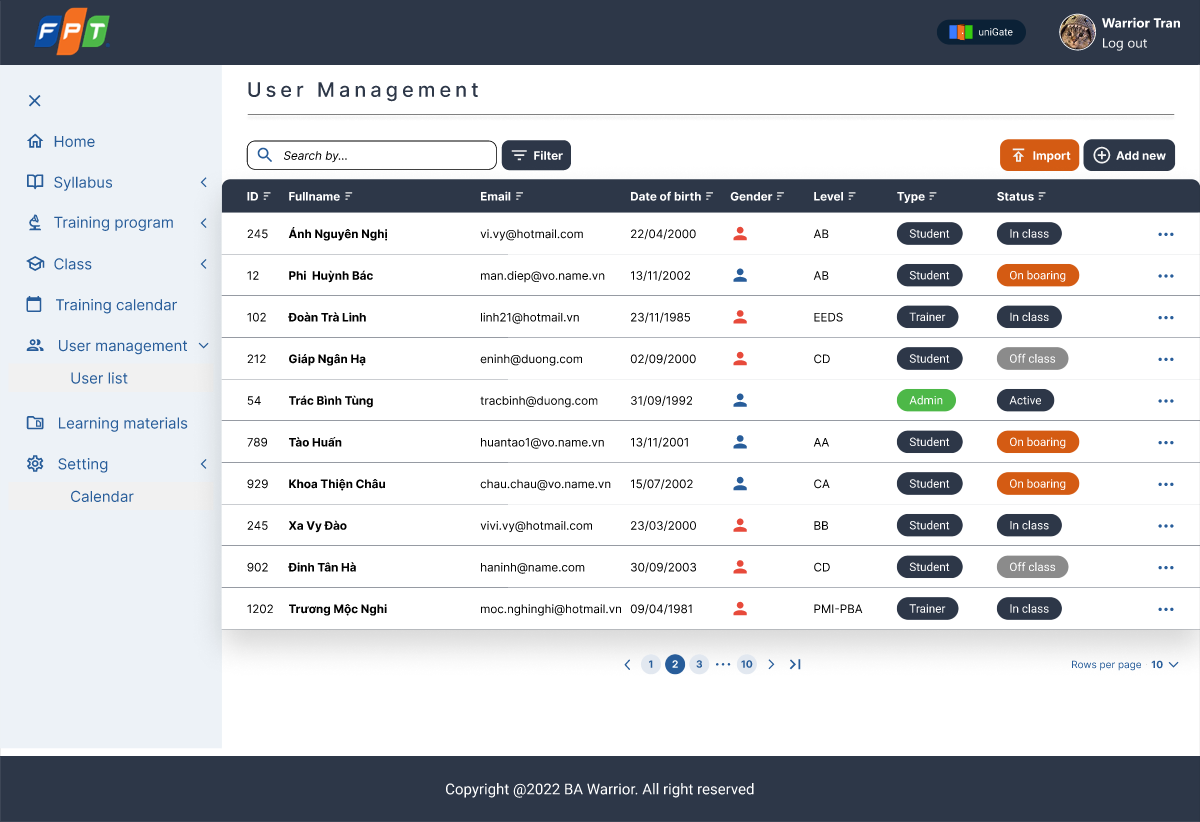 FPT
uniGate
Warrior Tran
Log out
Home
Syllabus
Training program
Class
Training calendar
User management
User list
Learning materials
Setting
Calendar
User Management
Search by...
Filter
Import
Add new
ID Fullname Email Date of birth Gender Level Type Status
245 Ánh Nguyên Nghị vi.vy@hotmail.com 22/04/2000 AB Student In class
12 Phi Huỳnh Bác man.diep@vo.name.vn 13/11/2002 AB Student On boaring
102 Đoàn Trà Linh linh21@hotmail.vn 23/11/1985 EEDS Trainer In class
212 Giáp Ngân Hạ eninh@duong.com 02/09/2000 CD Student Off class
54 Trác Bình Tùng tracbinh@duong.com 31/09/1992 Admin Active
789 Tào Huấn huantao1@vo.name.vn 13/11/2001 AA Student On boaring
929 Khoa Thiện Châu chau.chau@vo.name.vn 15/07/2002 CA Student On boaring
245 Xa Vy Đào vivi.vy@hotmail.com 23/03/2000 BB Student In class
902 Đinh Tân Hà haninh@name.com 30/09/2003 CD Student Off class
1202 Trương Mộc Nghi moc.nghinghi@hotmail.vn 09/04/1981 PMI-PBA Trainer In class
1 2 3 ••• 10
Rows per page 10
Copyright @2022 BA Warrior. All right reserved